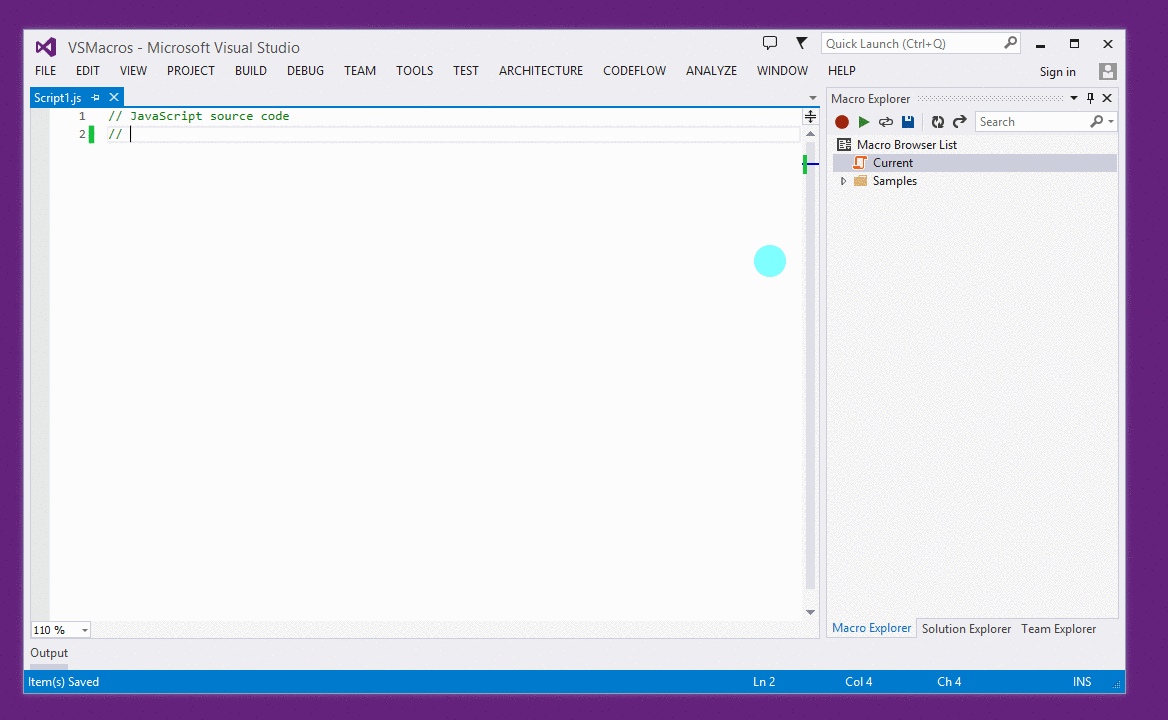 VSMacros - Microsoft Visual Studio
Quick Launch (Ctrl+Q)
FILE EDIT VIEW PROJECT BUILD DEBUG TEAM TOOLS TEST ARCHITECTURE CODEFLOW ANALYZE WINDOW HELP
Sign in
Script1.js
1 // JavaScript source code
2 //
110 %
Macro Explorer
Search
Macro Browser List
Current
Samples
Macro Explorer Solution Explorer Team Explorer
Output
Item(s) Saved Ln 2 Col 4 Ch 4 INS